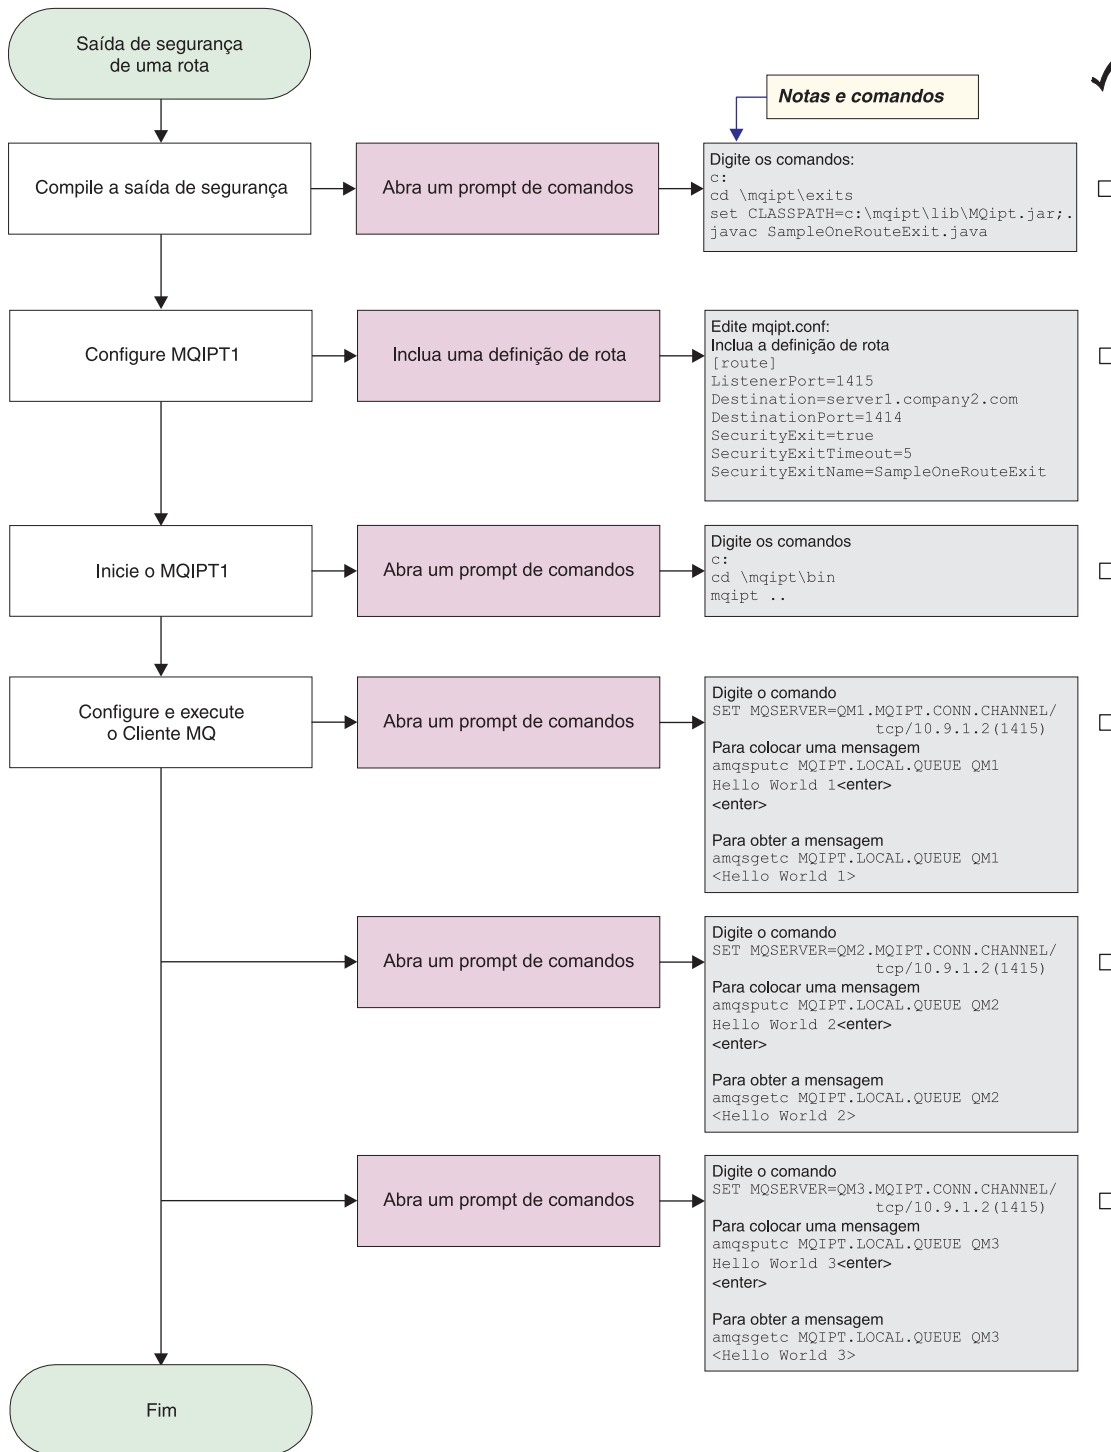 Saída de segurança
de uma rota
Notas e comandos
Compile a saída de segurança
Abra um prompt de comandos
Digite os comandos:
c:
cd \mqipt\exits
set CLASSPATH=c:\mqipt\lib\MQipt.jar;.
javac SampleOneRouteExit.java
Configure MQIPT1
Inclua uma definição de rota
Edite mqipt.conf:
Inclua a definição de rota
[route]
ListenerPort=1415
Destination=server1.company2.com
DestinationPort=1414
SecurityExit=true
SecurityExitTimeout=5
SecurityExitName=SampleOneRouteExit
Inicie o MQIPT1
Abra um prompt de comandos
Digite os comandos
c:
cd \mqipt\bin
mqipt ..
Configure e execute
o Cliente MQ
Abra um prompt de comandos
Digite o comando
SET MQSERVER=QM1.MQIPT.CONN.CHANNEL/
tcp/10.9.1.2(1415)
Para colocar uma mensagem
amqsputc MQIPT.LOCAL.QUEUE QM1
Hello World 1<enter>
<enter>
Para obter a mensagem
amqsgetc MQIPT.LOCAL.QUEUE QM1
<Hello World 1>
Abra um prompt de comandos
Digite o comando
SET MQSERVER=QM2.MQIPT.CONN.CHANNEL/
tcp/10.9.1.2(1415)
Para colocar uma mensagem
amqsputc MQIPT.LOCAL.QUEUE QM2
Hello World 2<enter>
<enter>
Para obter a mensagem
amqsgetc MQIPT.LOCAL.QUEUE QM2
<Hello World 2>
Abra um prompt de comandos
Digite o comando
SET MQSERVER=QM3.MQIPT.CONN.CHANNEL/
tcp/10.9.1.2(1415)
Para colocar uma mensagem
amqsputc MQIPT.LOCAL.QUEUE QM3
Hello World 3<enter>
<enter>
Para obter a mensagem
amqsgetc MQIPT.LOCAL.QUEUE QM3
<Hello World 3>
Fim